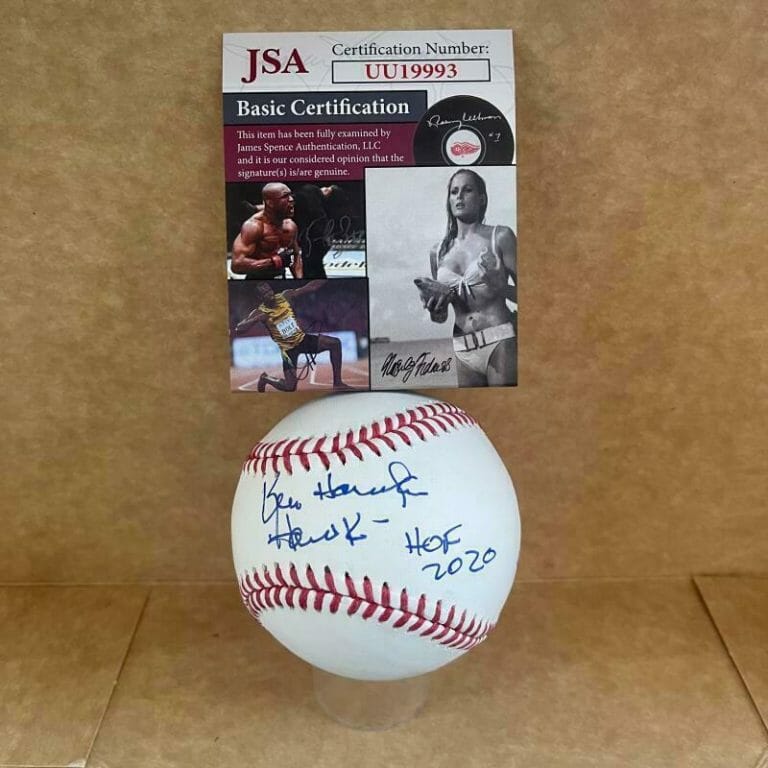 JSA
Certification Number:
UU19993
Basic Certification
This item has been fully examined by
James Spence Authentication, LLC
and it is our considered opinion that the
signature(s) is/are genuine.
BOLT
Ken Harrelson
Hawk -
HOF
2020